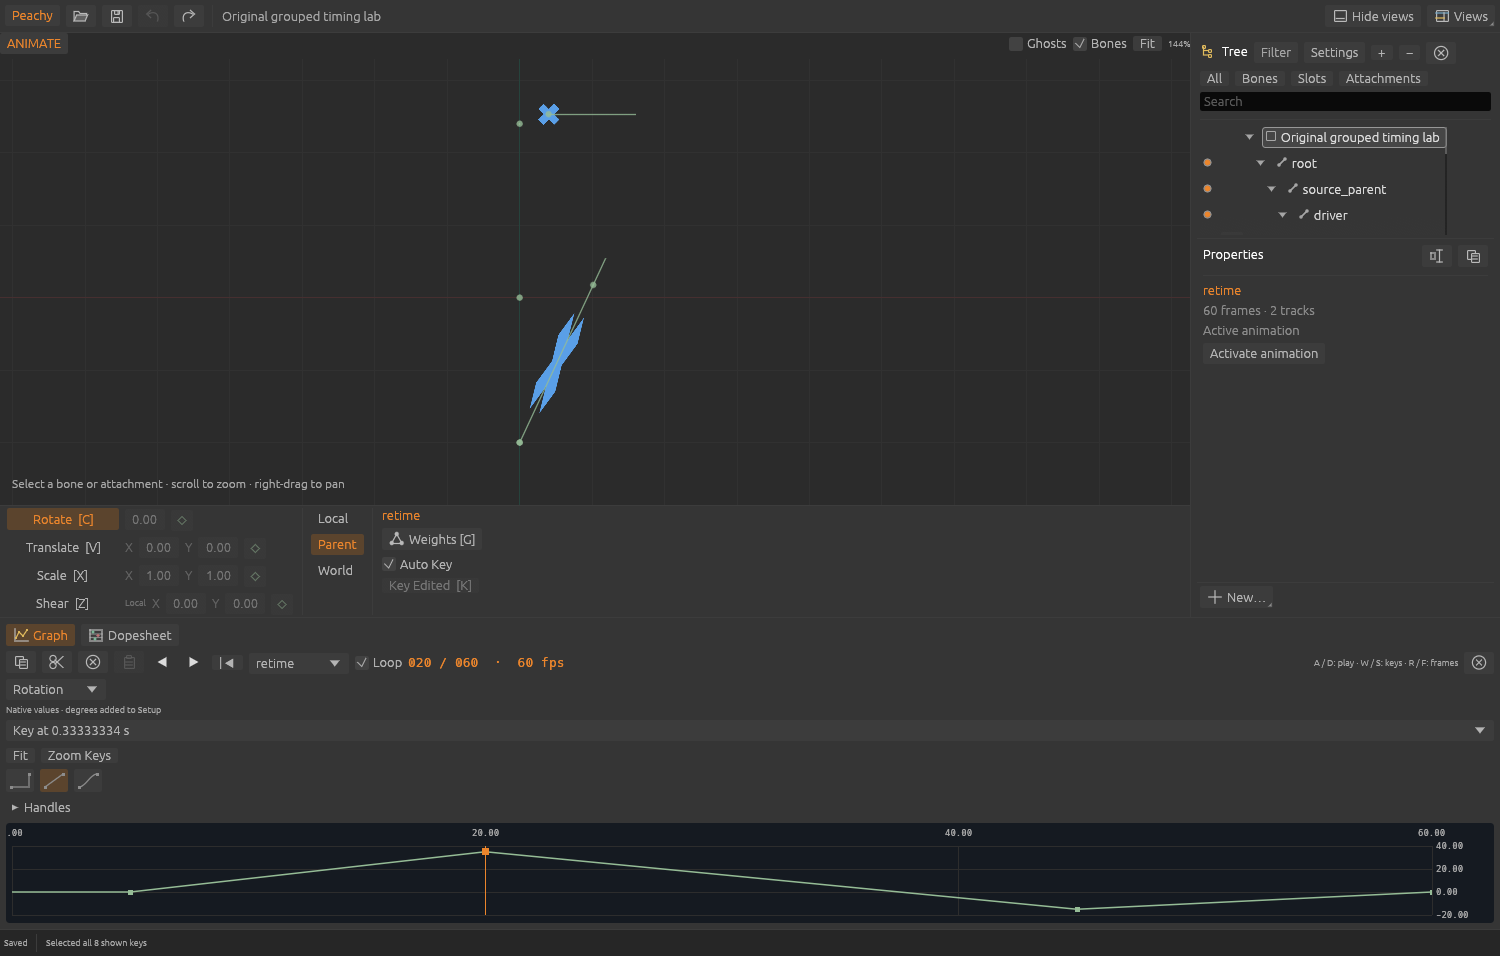 Peachy
Original grouped timing lab
Hide views
Views
ANIMATE
Ghosts
Bones
Fit
144%
Tree
Filter
Settings
+
−
All
Bones
Slots
Attachments
Search
Original grouped timing lab
root
source_parent
driver
Properties
retime
60 frames · 2 tracks
Active animation
Activate animation
New...
Select a bone or attachment · scroll to zoom · right-drag to pan
Rotate [C] 0.00
Translate [V] X 0.00 Y 0.00
Scale [X] X 1.00 Y 1.00
Shear [Z] Local X 0.00 Y 0.00
Local
Parent
World
retime
Weights [G]
Auto Key
Key Edited [K]
Graph
Dopesheet
retime
Loop
020 / 060 · 60 fps
A / D: play · W / S: keys · R / F: frames
Rotation
Native values · degrees added to Setup
Key at 0.33333334 s
Fit
Zoom Keys
Handles
.00 20.00 40.00 60.00
40.00
20.00
0.00
-20.00
Saved
Selected all 8 shown keys